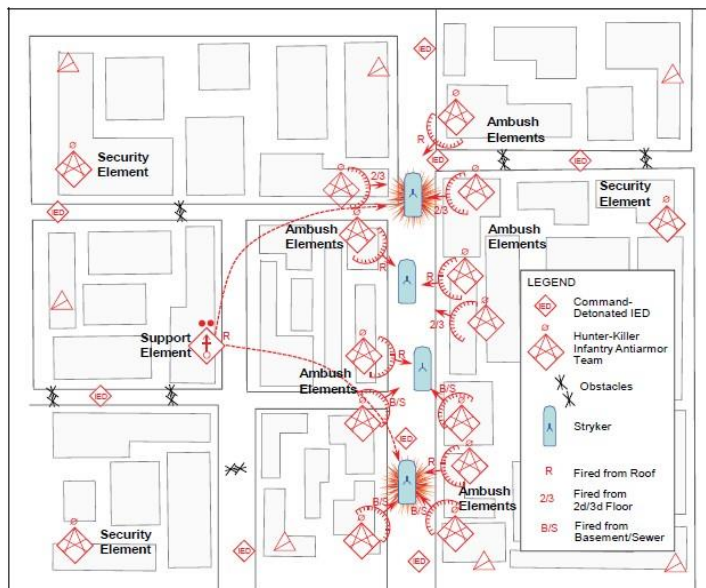 IED
R
Ambush
Elements
IED
IED
Security
Element
2/3
2/3
Security
Element
IED
Ambush
Elements
R
Ambush
Elements
R
2/3
R
Support
Element
R
Ambush
Elements
B/S
B/S
IED
IED
R
Ambush
Elements
B/S
B/S
Security
Element
IED
IED
LEGEND
IED
Command-
Detonated IED
Hunter-Killer
Infantry Antiarmor
Team
Obstacles
Stryker
R
Fired from Roof
2/3
Fired from
2d/3d Floor
B/S
Fired from
Basement/Sewer